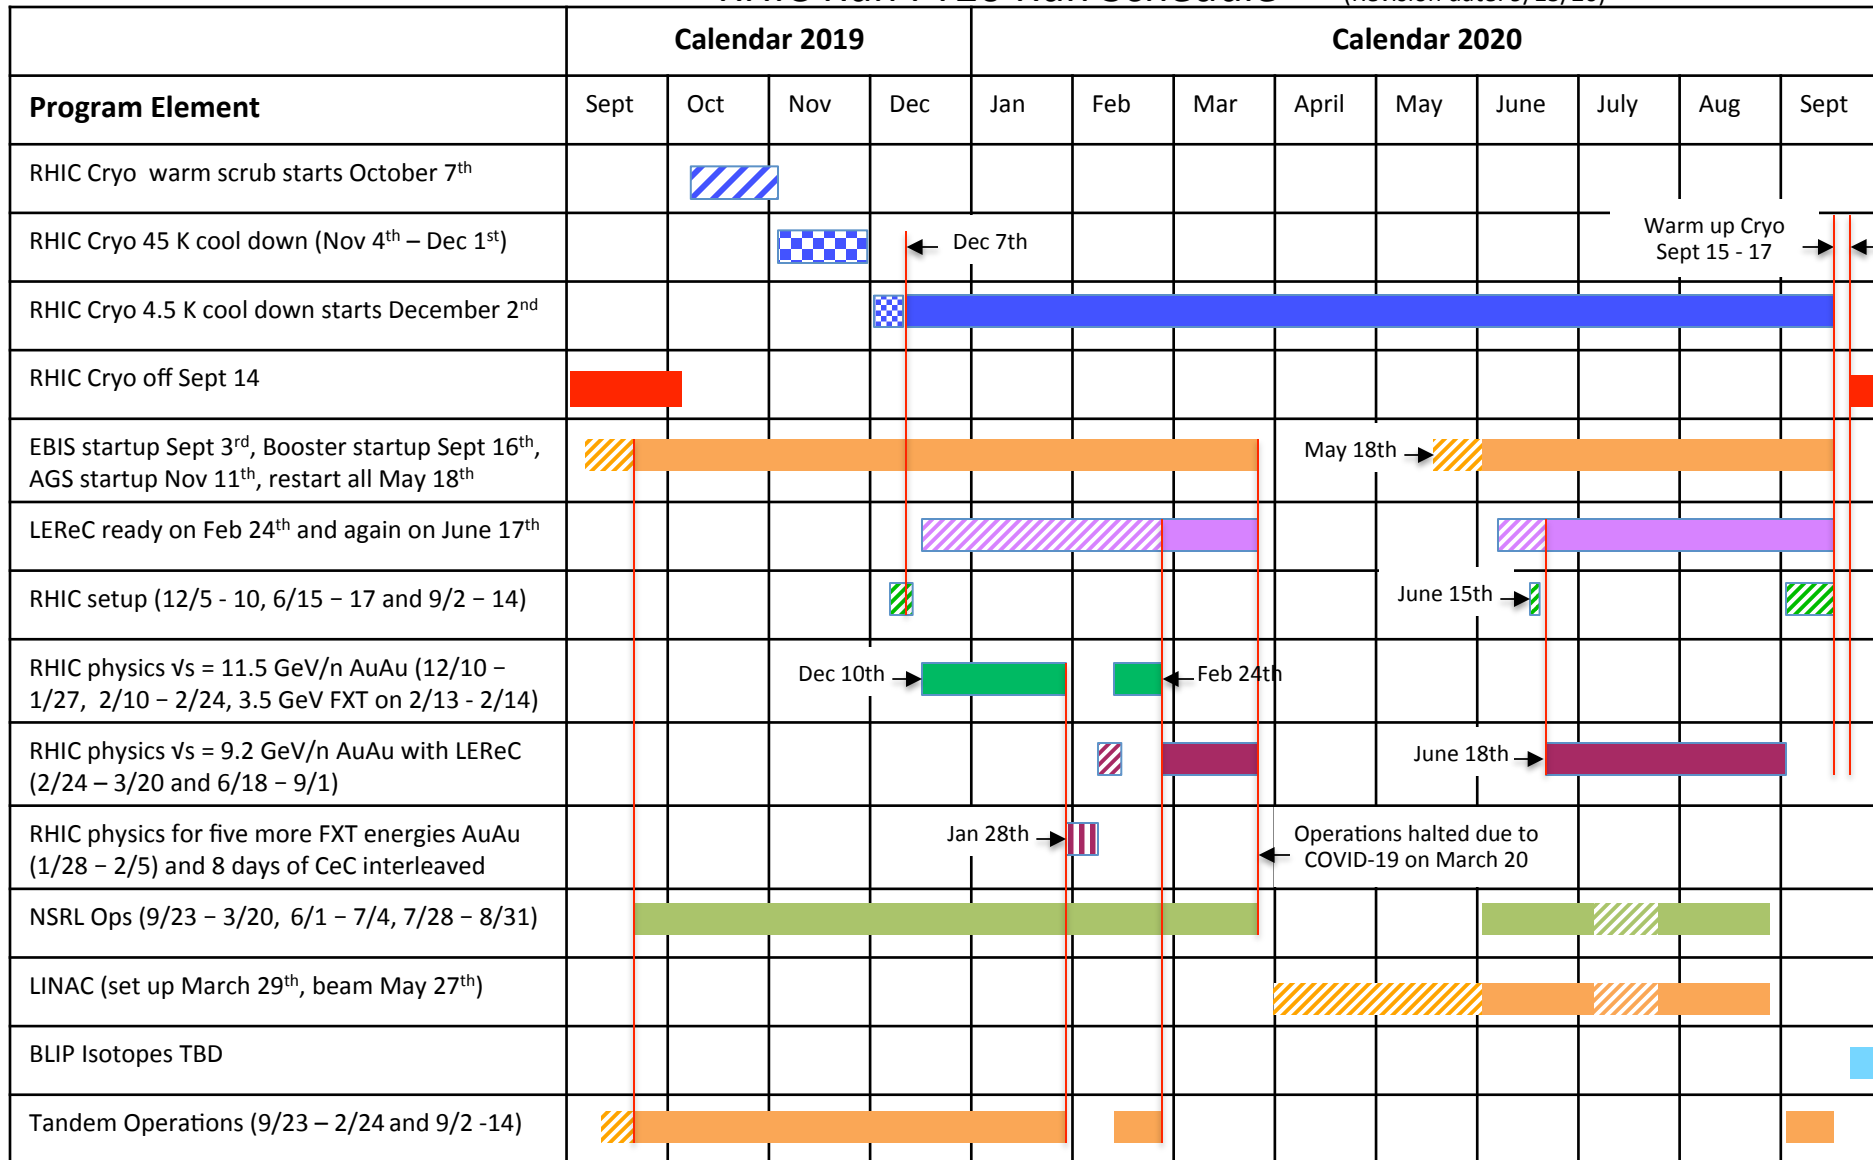 Calendar 2019
Calendar 2020
Program Element
Sept
Oct
Nov
Dec
Jan
Feb
Mar
April
May
June
July
Aug
Sept
RHIC Cryo warm scrub starts October 7th
RHIC Cryo 45 K cool down (Nov 4th – Dec 1st)
Dec 7th
Warm up Cryo
Sept 15 - 17
RHIC Cryo 4.5 K cool down starts December 2nd
RHIC Cryo off Sept 14
EBIS startup Sept 3rd, Booster startup Sept 16th,
AGS startup Nov 11th, restart all May 18th
May 18th
LEReC ready on Feb 24th and again on June 17th
RHIC setup (12/5 - 10, 6/15 – 17 and 9/2 – 14)
June 15th
RHIC physics √s = 11.5 GeV/n AuAu (12/10 –
1/27, 2/10 – 2/24, 3.5 GeV FXT on 2/13 - 2/14)
Dec 10th
Feb 24th
RHIC physics √s = 9.2 GeV/n AuAu with LEReC
(2/24 – 3/20 and 6/18 – 9/1)
June 18th
RHIC physics for five more FXT energies AuAu
(1/28 – 2/5) and 8 days of CeC interleaved
Jan 28th
Operations halted due to
COVID-19 on March 20
NSRL Ops (9/23 – 3/20, 6/1 – 7/4, 7/28 – 8/31)
LINAC (set up March 29th, beam May 27th)
BLIP Isotopes TBD
Tandem Operations (9/23 – 2/24 and 9/2 -14)